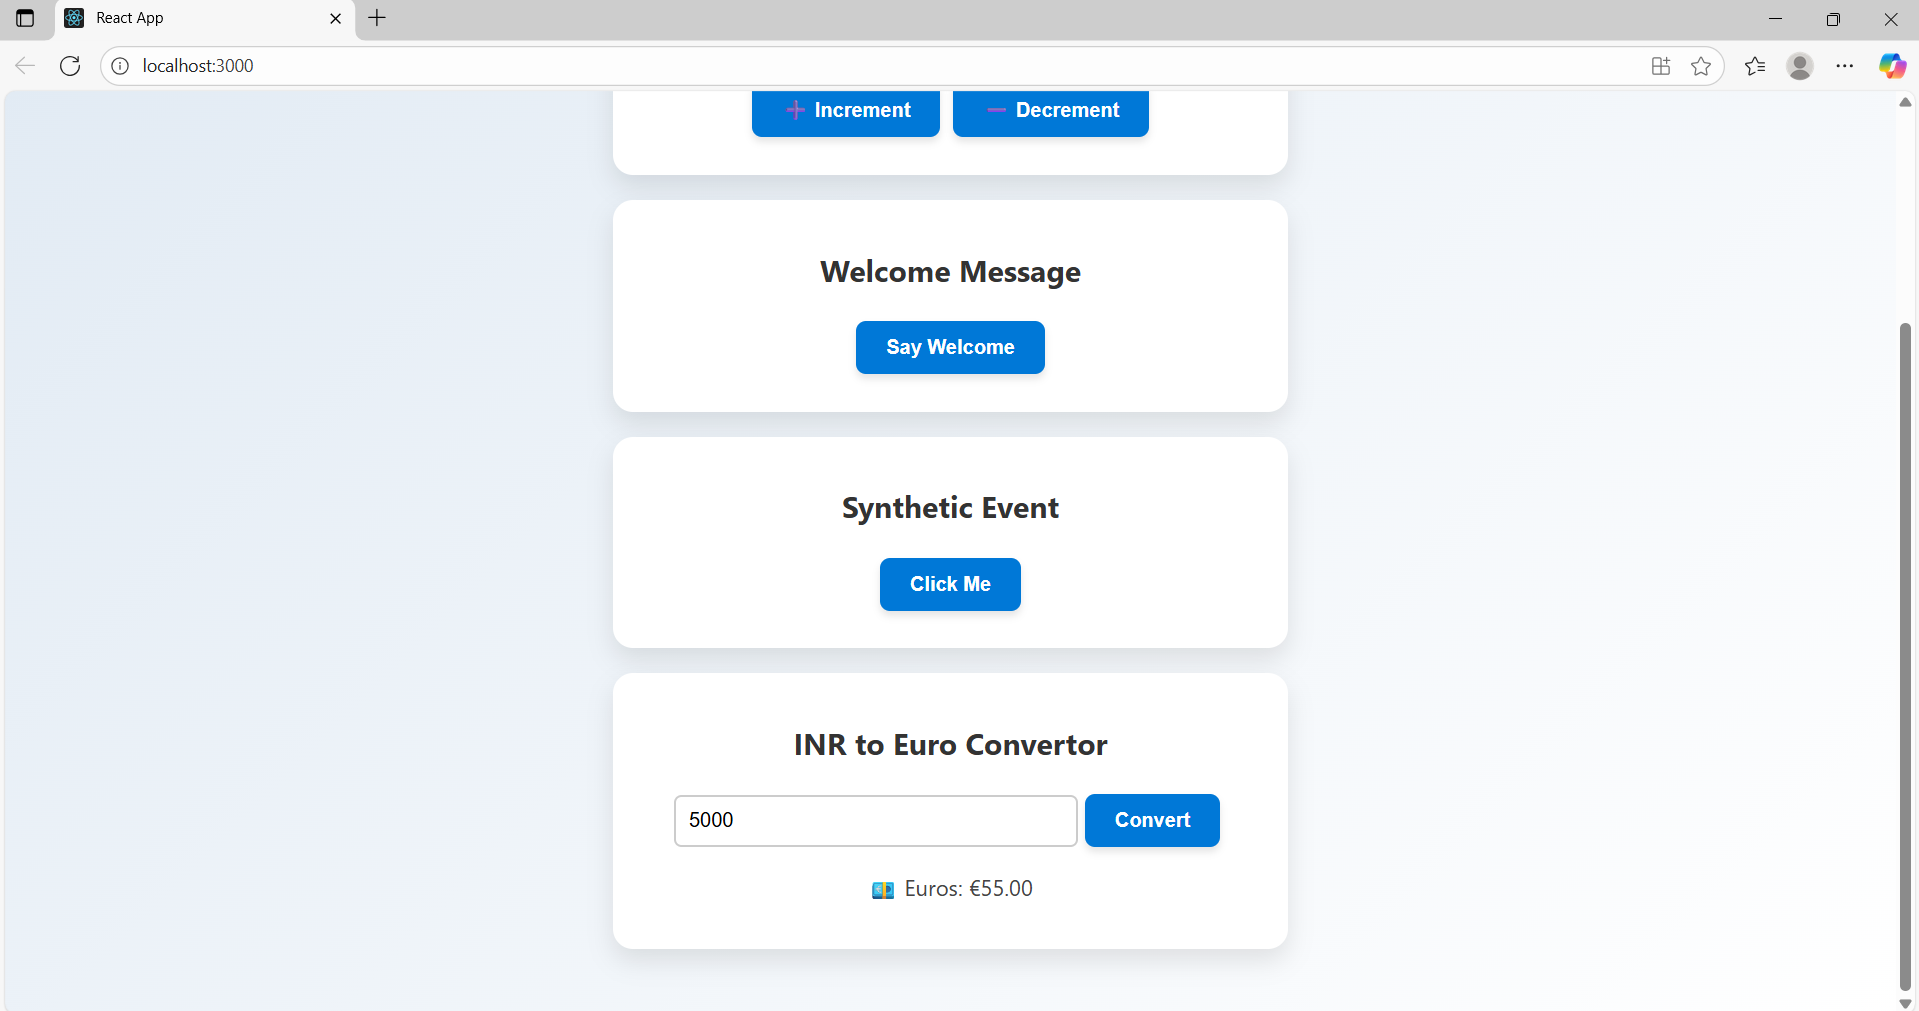 React App
localhost:3000
Increment
Decrement
Welcome Message
Say Welcome
Synthetic Event
Click Me
INR to Euro Convertor
5000
Convert
Euros: €55.00